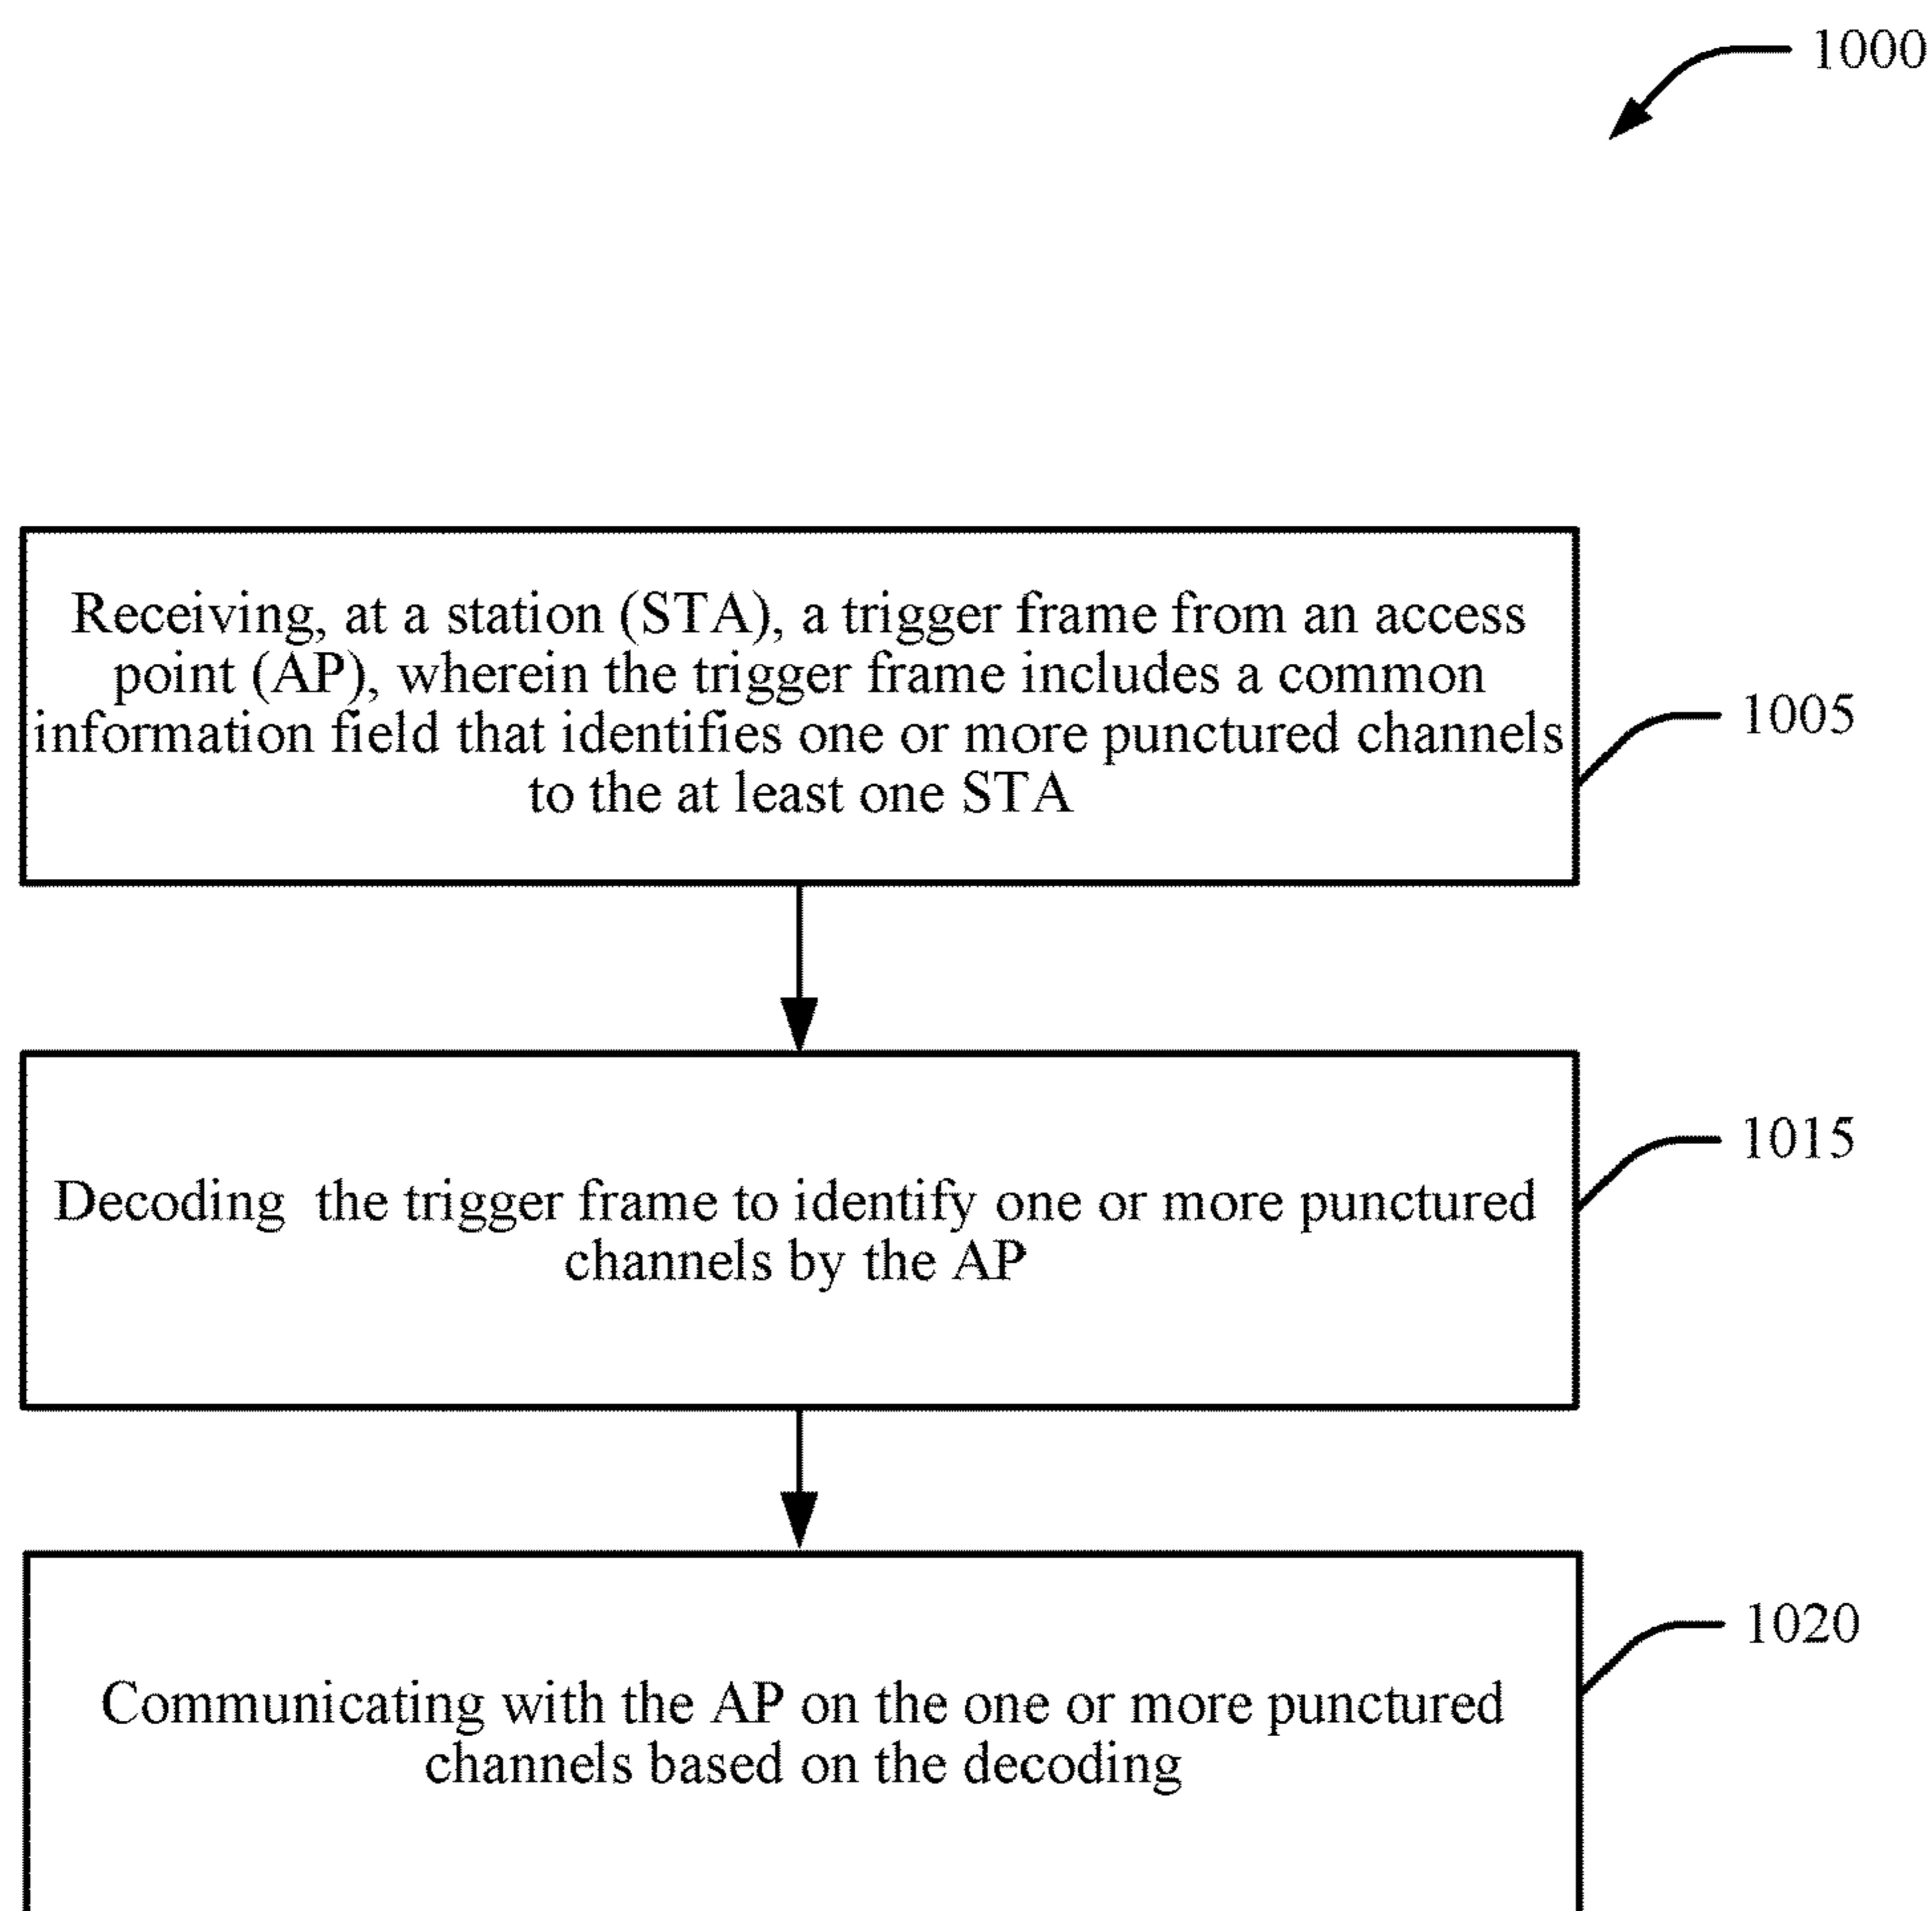 1000
Receiving, at a station (STA), a trigger frame from an access
point (AP), wherein the trigger frame includes a common
information field that identifies one or more punctured channels
to the at least one STA
1005
Decoding the trigger frame to identify one or more punctured
channels by the AP
1015
Communicating with the AP on the one or more punctured
channels based on the decoding
1020